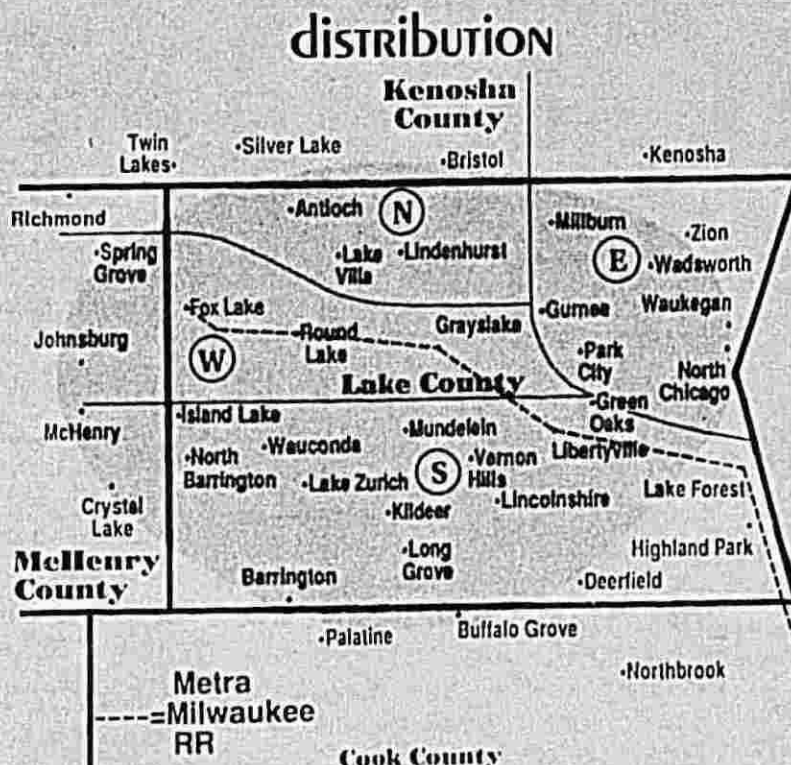 distribution
Kenosha
County
Twin
Lakes
Silver Lake
Bristol
Kenosha
Richmond
Antioch
N
Millburn
Zion
Spring
Grove
Lake
Villa
Lindenhurst
E
Wadsworth
Fox Lake
Grayslake
Gurnee
Waukegan
Johnsburg
W
Round
Lake
Park
City
North
Chicago
Lake County
McHenry
Island Lake
Green
Oaks
Mundelein
Wauconda
North
Barrington
Lake Zurich
S
Vernon
Hills
Libertyville
Crystal
Lake
Kildeer
Lincolnshire
Lake Forest
McHenry
County
Long
Grove
Highland Park
Barrington
Deerfield
Palatine
Buffalo Grove
Northbrook
Metra
----=Milwaukee
RR
Cook County